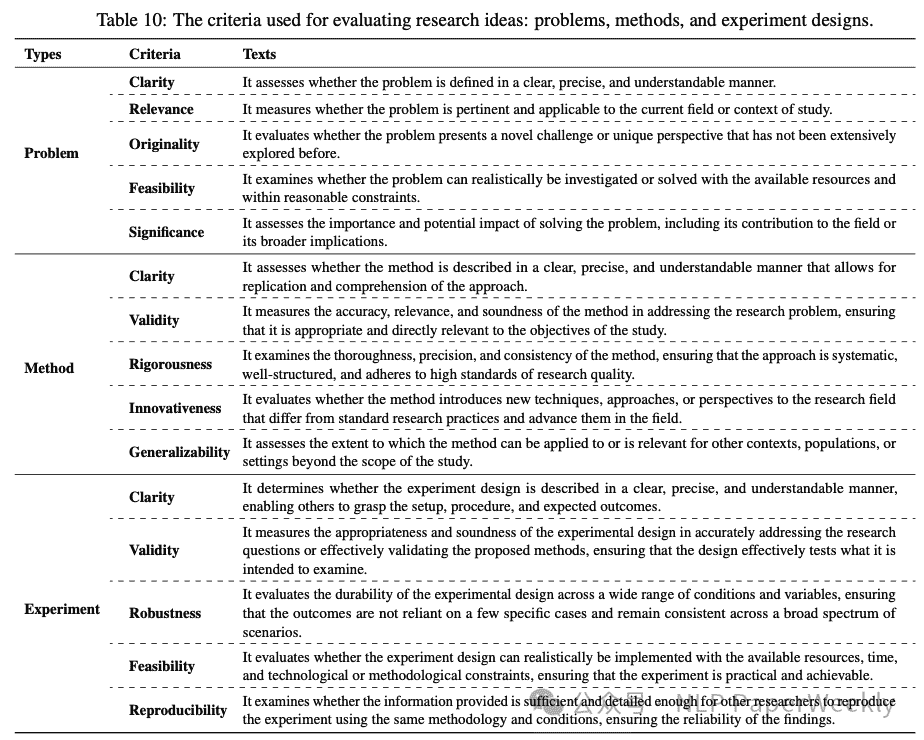 Table 10: The criteria used for evaluating research ideas: problems, methods, and experiment designs.
Types Criteria Texts
Clarity It assesses whether the problem is defined in a clear, precise, and understandable manner.
Relevance It measures whether the problem is pertinent and applicable to the current field or context of study.
Problem
Originality It evaluates whether the problem presents a novel challenge or unique perspective that has not been extensively
explored before.
Feasibility It examines whether the problem can realistically be investigated or solved with the available resources and
within reasonable constraints.
Significance It assesses the importance and potential impact of solving the problem, including its contribution to the field or
its broader implications.
Clarity It assesses whether the method is described in a clear, precise, and understandable manner that allows for
replication and comprehension of the approach.
Validity It measures the accuracy, relevance, and soundness of the method in addressing the research problem, ensuring
that it is appropriate and directly relevant to the objectives of the study.
Method
Rigorousness It examines the thoroughness, precision, and consistency of the method, ensuring that the approach is systematic,
well-structured, and adheres to high standards of research quality.
Innovativeness It evaluates whether the method introduces new techniques, approaches, or perspectives to the research field
that differ from standard research practices and advance them in the field.
Generalizability It assesses the extent to which the method can be applied to or is relevant for other contexts, populations, or
settings beyond the scope of the study.
Clarity It determines whether the experiment design is described in a clear, precise, and understandable manner,
enabling others to grasp the setup, procedure, and expected outcomes.
Validity It measures the appropriateness and soundness of the experimental design in accurately addressing the research
questions or effectively validating the proposed methods, ensuring that the design effectively tests what it is
intended to examine.
Experiment
Robustness It evaluates the durability of the experimental design across a wide range of conditions and variables, ensuring
that the outcomes are not reliant on a few specific cases and remain consistent across a broad spectrum of
scenarios.
Feasibility It evaluates whether the experiment design can realistically be implemented with the available resources, time,
and technological or methodological constraints, ensuring that the experiment is practical and achievable.
Reproducibility It examines whether the information provided is sufficient and detailed enough for other researchers to reproduce
the experiment using the same methodology and conditions, ensuring the reliability of the findings.
公众号 · NLP PaperWeekly